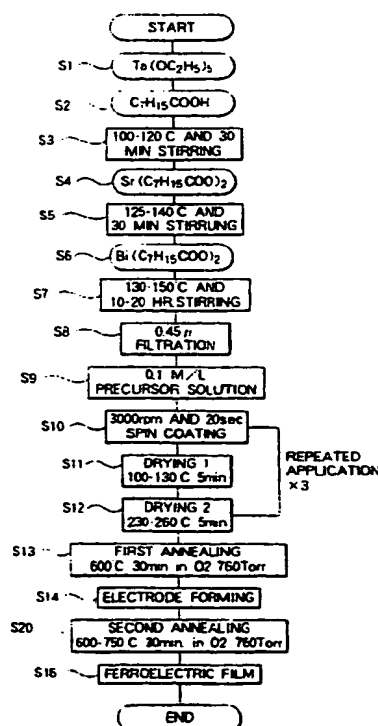 START
S1
Ta(OC2H5)5
S2
C7H15COOH
S3
100-120 C AND 30
MIN STIRRING
S4
Sr(C7H15COO)2
S5
125-140 C AND
30 MIN STIRRUNG
S6
Bi(C7H15COO)2
S7
130-150 C AND
10-20 HR.STIRRING
S8
0.45μ
FILTRATION
S9
0.1 M/L
PRECURSOR SOLUTION
S10
3000rpm AND 20sec
SPIN COATING
S11
DRYING 1
100-130 C 5min
S12
DRYING 2
230-260 C 5min
REPEATED
APPLICATION
×3
S13
FIRST ANNEALING
600 C 30min in O2 760Torr
S14
ELECTRODE FORMING
S20
SECOND ANNEALING
600-750 C 30min. in O2 760Torr
S16
FERROELECTRIC FILM
END